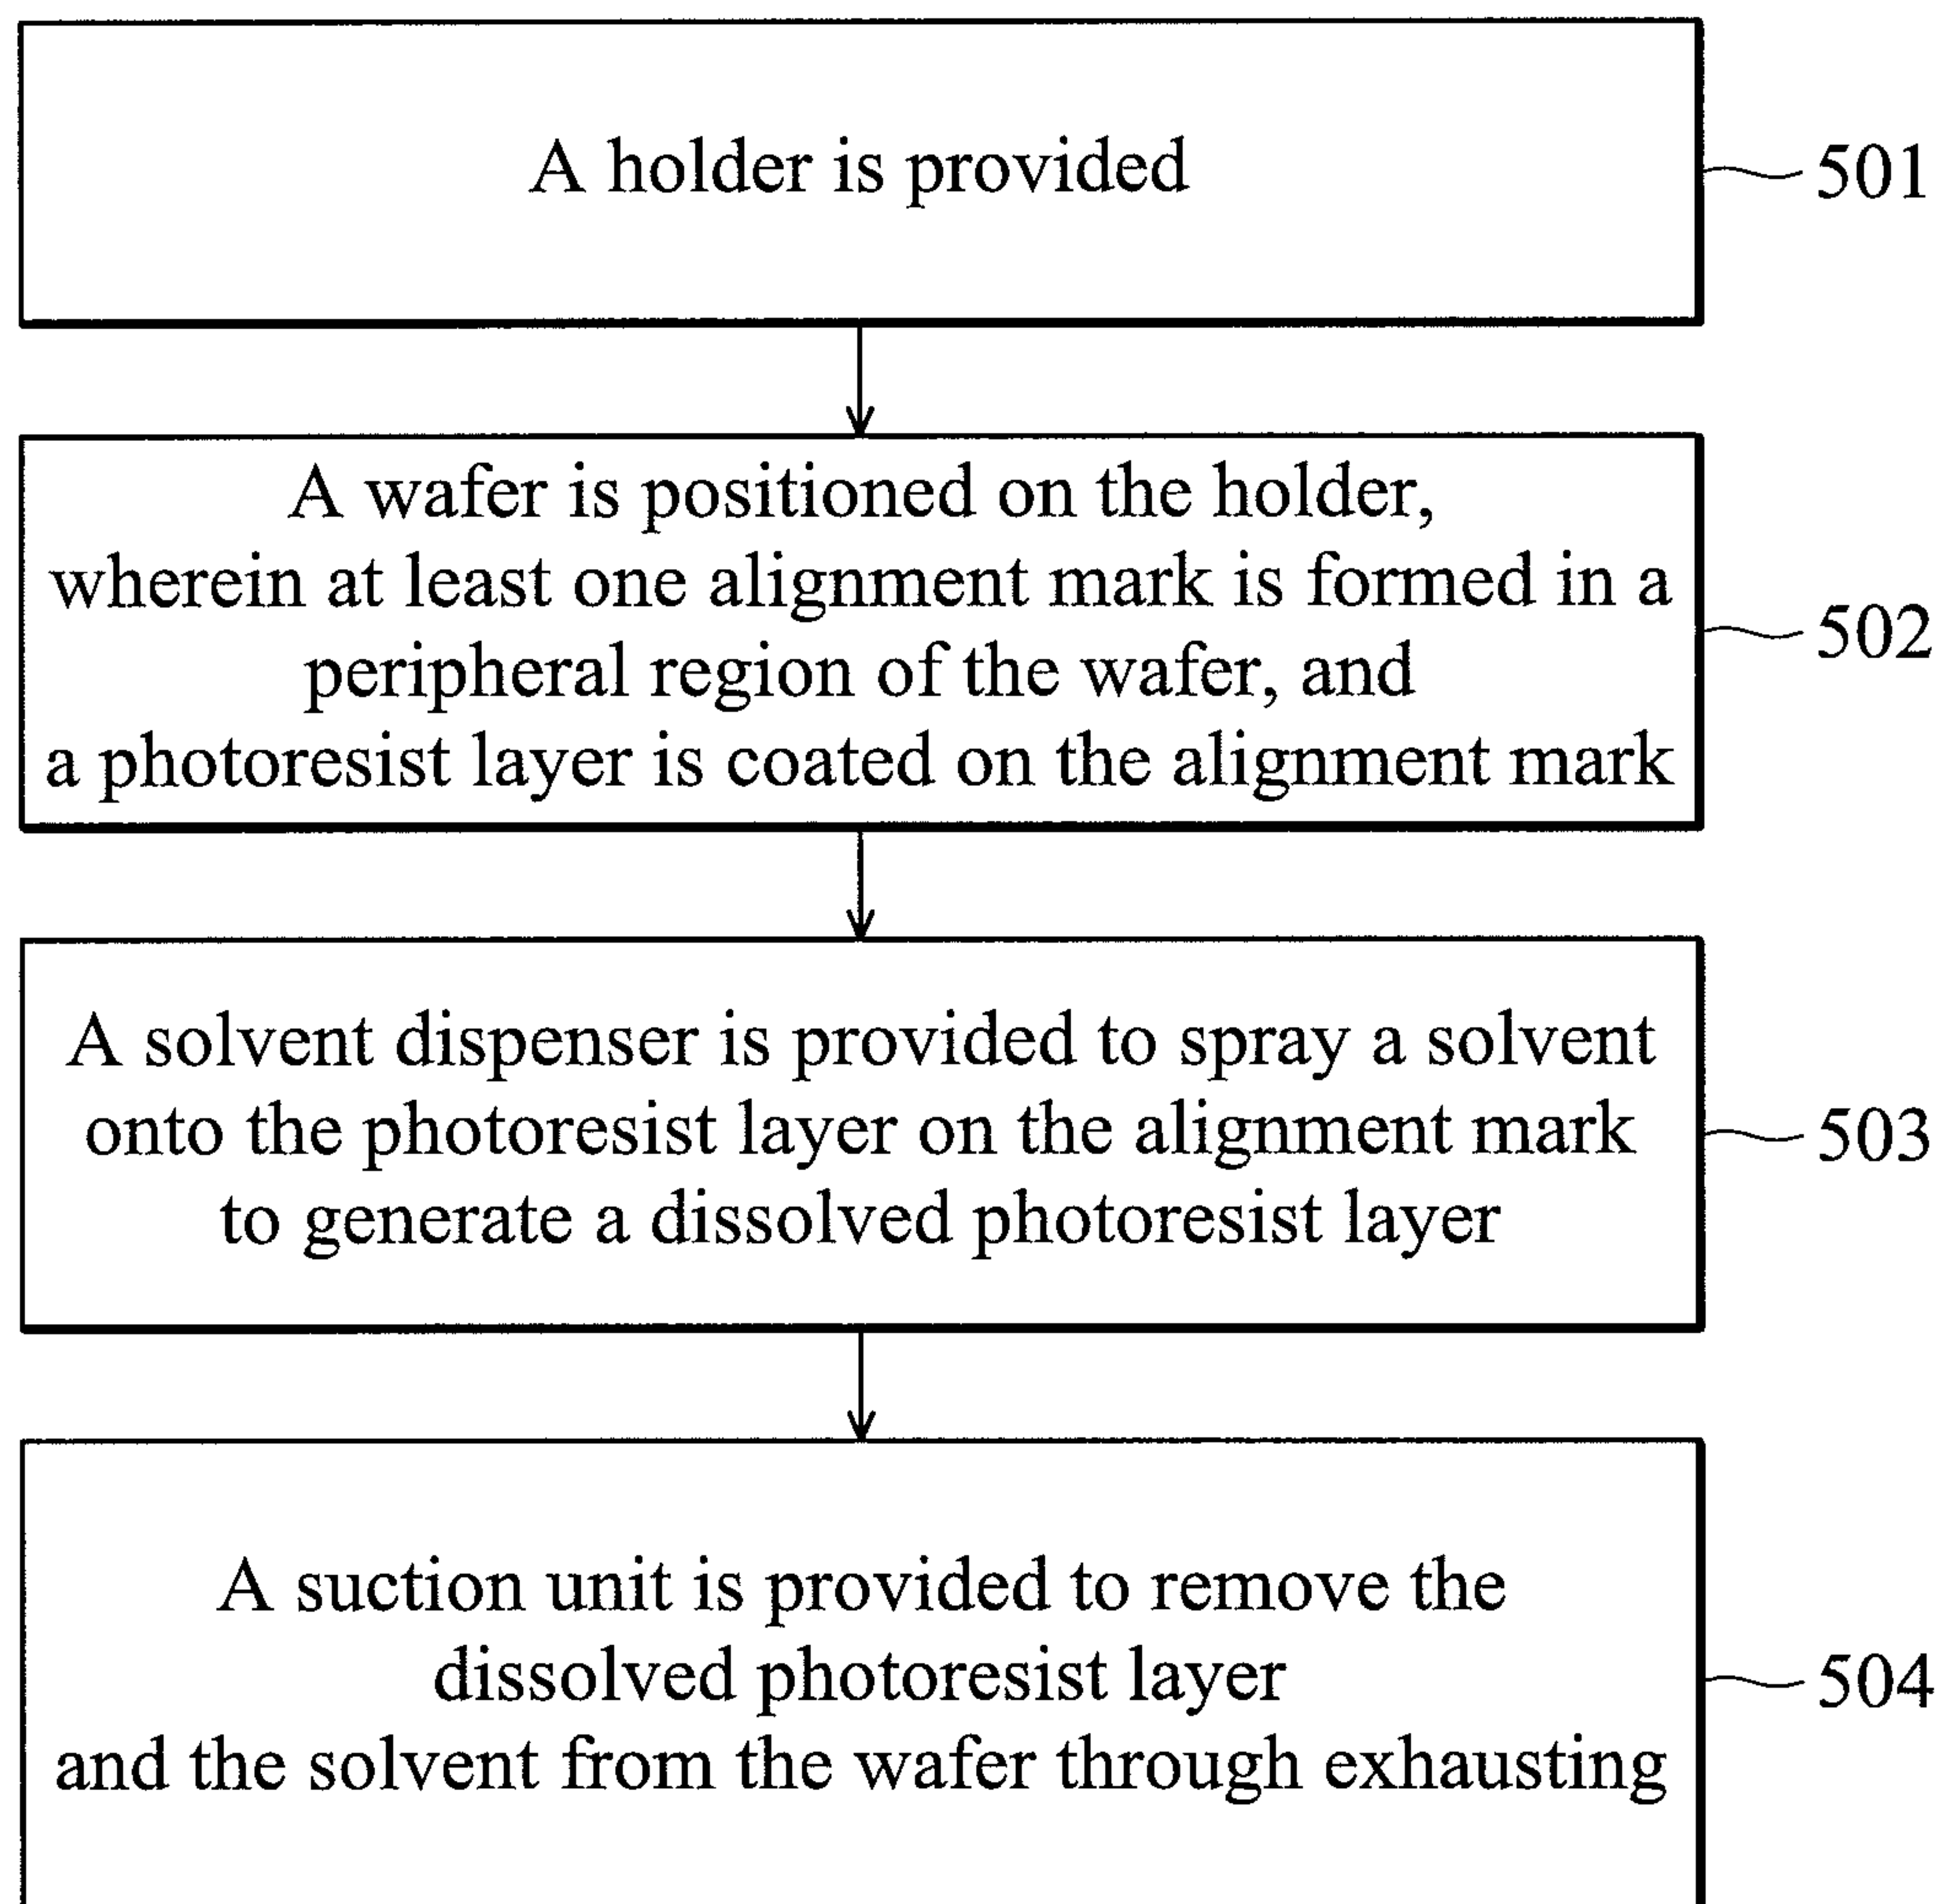 A holder is provided
501
A wafer is positioned on the holder,
wherein at least one alignment mark is formed in a
peripheral region of the wafer, and
a photoresist layer is coated on the alignment mark
502
A solvent dispenser is provided to spray a solvent
onto the photoresist layer on the alignment mark
to generate a dissolved photoresist layer
503
A suction unit is provided to remove the
dissolved photoresist layer
and the solvent from the wafer through exhausting
504